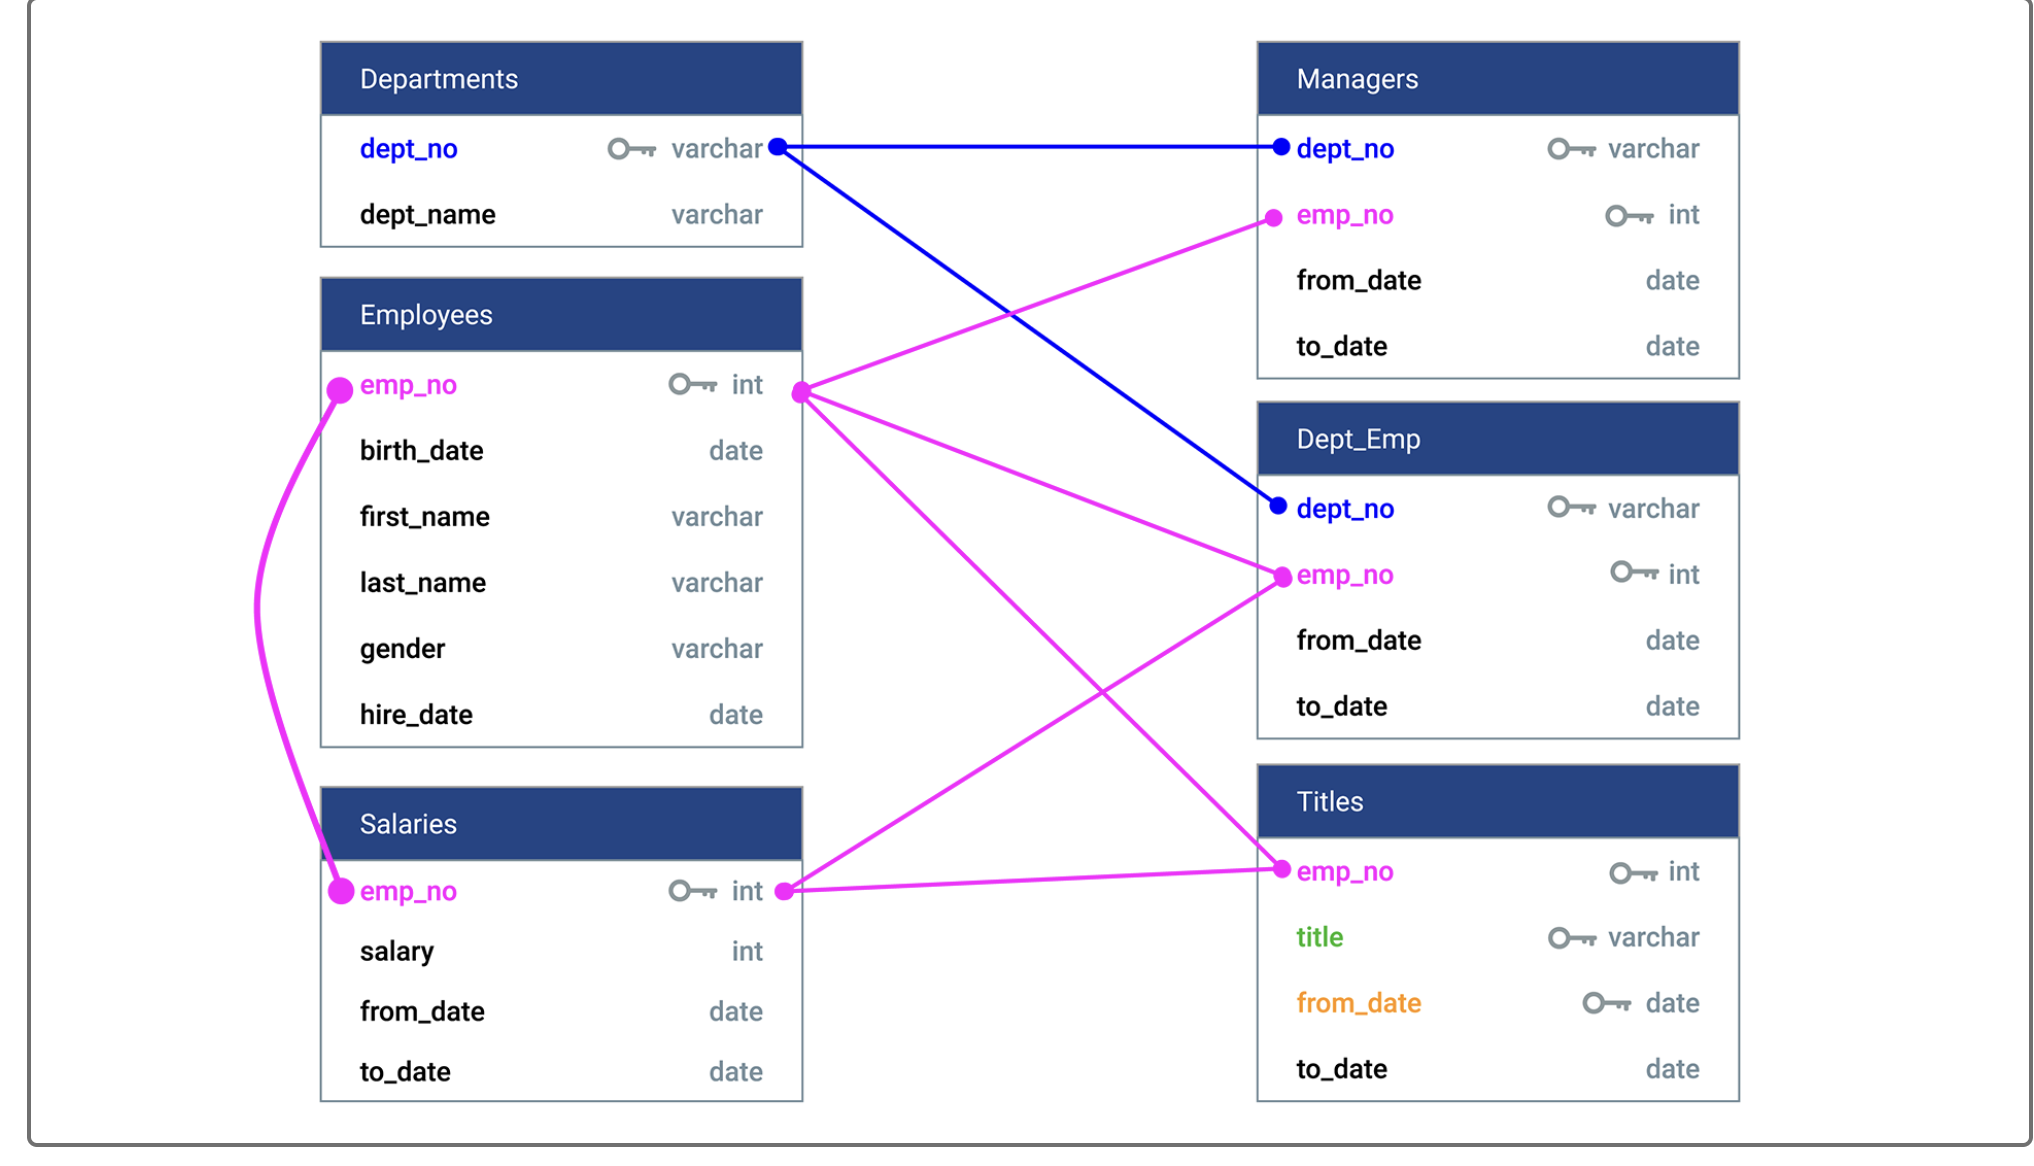 Departments
dept_no varchar
dept_name varchar
Employees
emp_no int
birth_date date
first_name varchar
last_name varchar
gender varchar
hire_date date
Salaries
emp_no int
salary int
from_date date
to_date date
Managers
dept_no varchar
emp_no int
from_date date
to_date date
Dept_Emp
dept_no varchar
emp_no int
from_date date
to_date date
Titles
emp_no int
title varchar
from_date date
to_date date